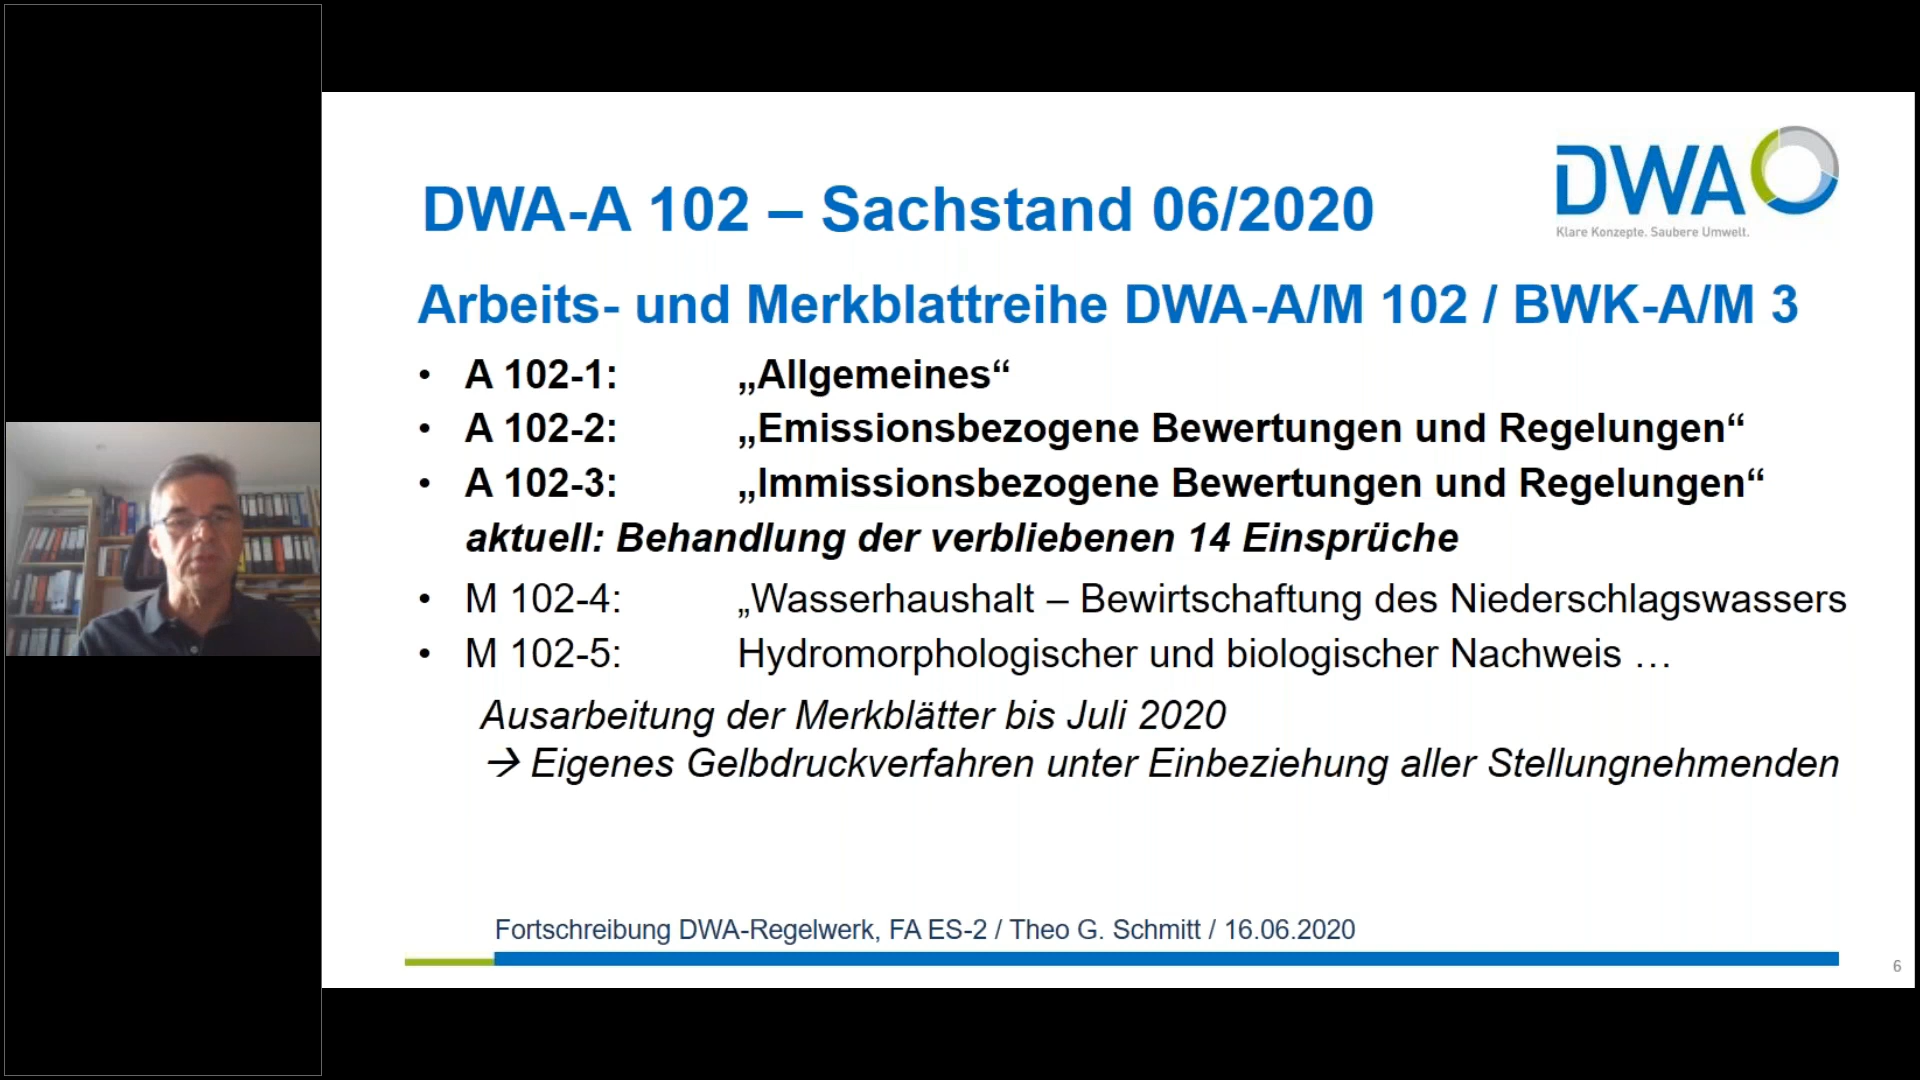 DWA
Klare Konzepte. Saubere Umwelt.
DWA-A 102 – Sachstand 06/2020
Arbeits- und Merkblattreihe DWA-A/M 102 / BWK-A/M 3
• A 102-1: „Allgemeines“
• A 102-2: „Emissionsbezogene Bewertungen und Regelungen“
• A 102-3: „Immissionsbezogene Bewertungen und Regelungen“
aktuell: Behandlung der verbliebenen 14 Einsprüche
• M 102-4: „Wasserhaushalt – Bewirtschaftung des Niederschlagswassers
• M 102-5: Hydromorphologischer und biologischer Nachweis …
Ausarbeitung der Merkblätter bis Juli 2020
→ Eigenes Gelbdruckverfahren unter Einbeziehung aller Stellungnehmenden
Fortschreibung DWA-Regelwerk, FA ES-2 / Theo G. Schmitt / 16.06.2020
6